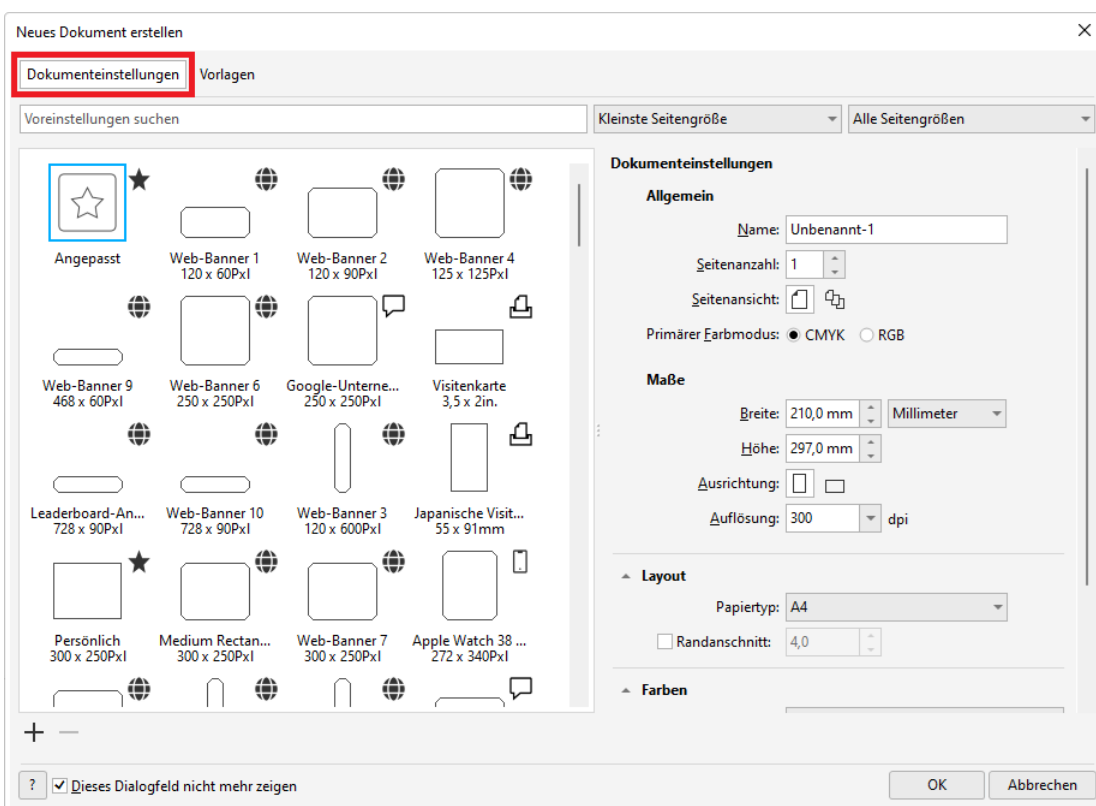 Neues Dokument erstellen
Dokumenteinstellungen Vorlagen
Voreinstellungen suchen Kleinste Seitengröße Alle Seitengrößen
Angepasst
Web-Banner 1
120 x 60Pxl
Web-Banner 2
120 x 90Pxl
Web-Banner 4
125 x 125Pxl
Web-Banner 9
468 x 60Pxl
Web-Banner 6
250 x 250Pxl
Google-Unterne...
250 x 250Pxl
Visitenkarte
3,5 x 2in.
Leaderboard-An...
728 x 90Pxl
Web-Banner 10
728 x 90Pxl
Web-Banner 3
120 x 600Pxl
Japanische Visit...
55 x 91mm
Persönlich
300 x 250Pxl
Medium Rectan...
300 x 250Pxl
Web-Banner 7
300 x 250Pxl
Apple Watch 38 ...
272 x 340Pxl
Dokumenteinstellungen
Allgemein
Name: Unbenannt-1
Seitenanzahl: 1
Seitenansicht:
Primärer Farbmodus: CMYK RGB
Maße
Breite: 210,0 mm Millimeter
Höhe: 297,0 mm
Ausrichtung:
Auflösung: 300 dpi
Layout
Papiertyp: A4
Randanschnitt: 4,0
Farben
? Dieses Dialogfeld nicht mehr zeigen OK Abbrechen